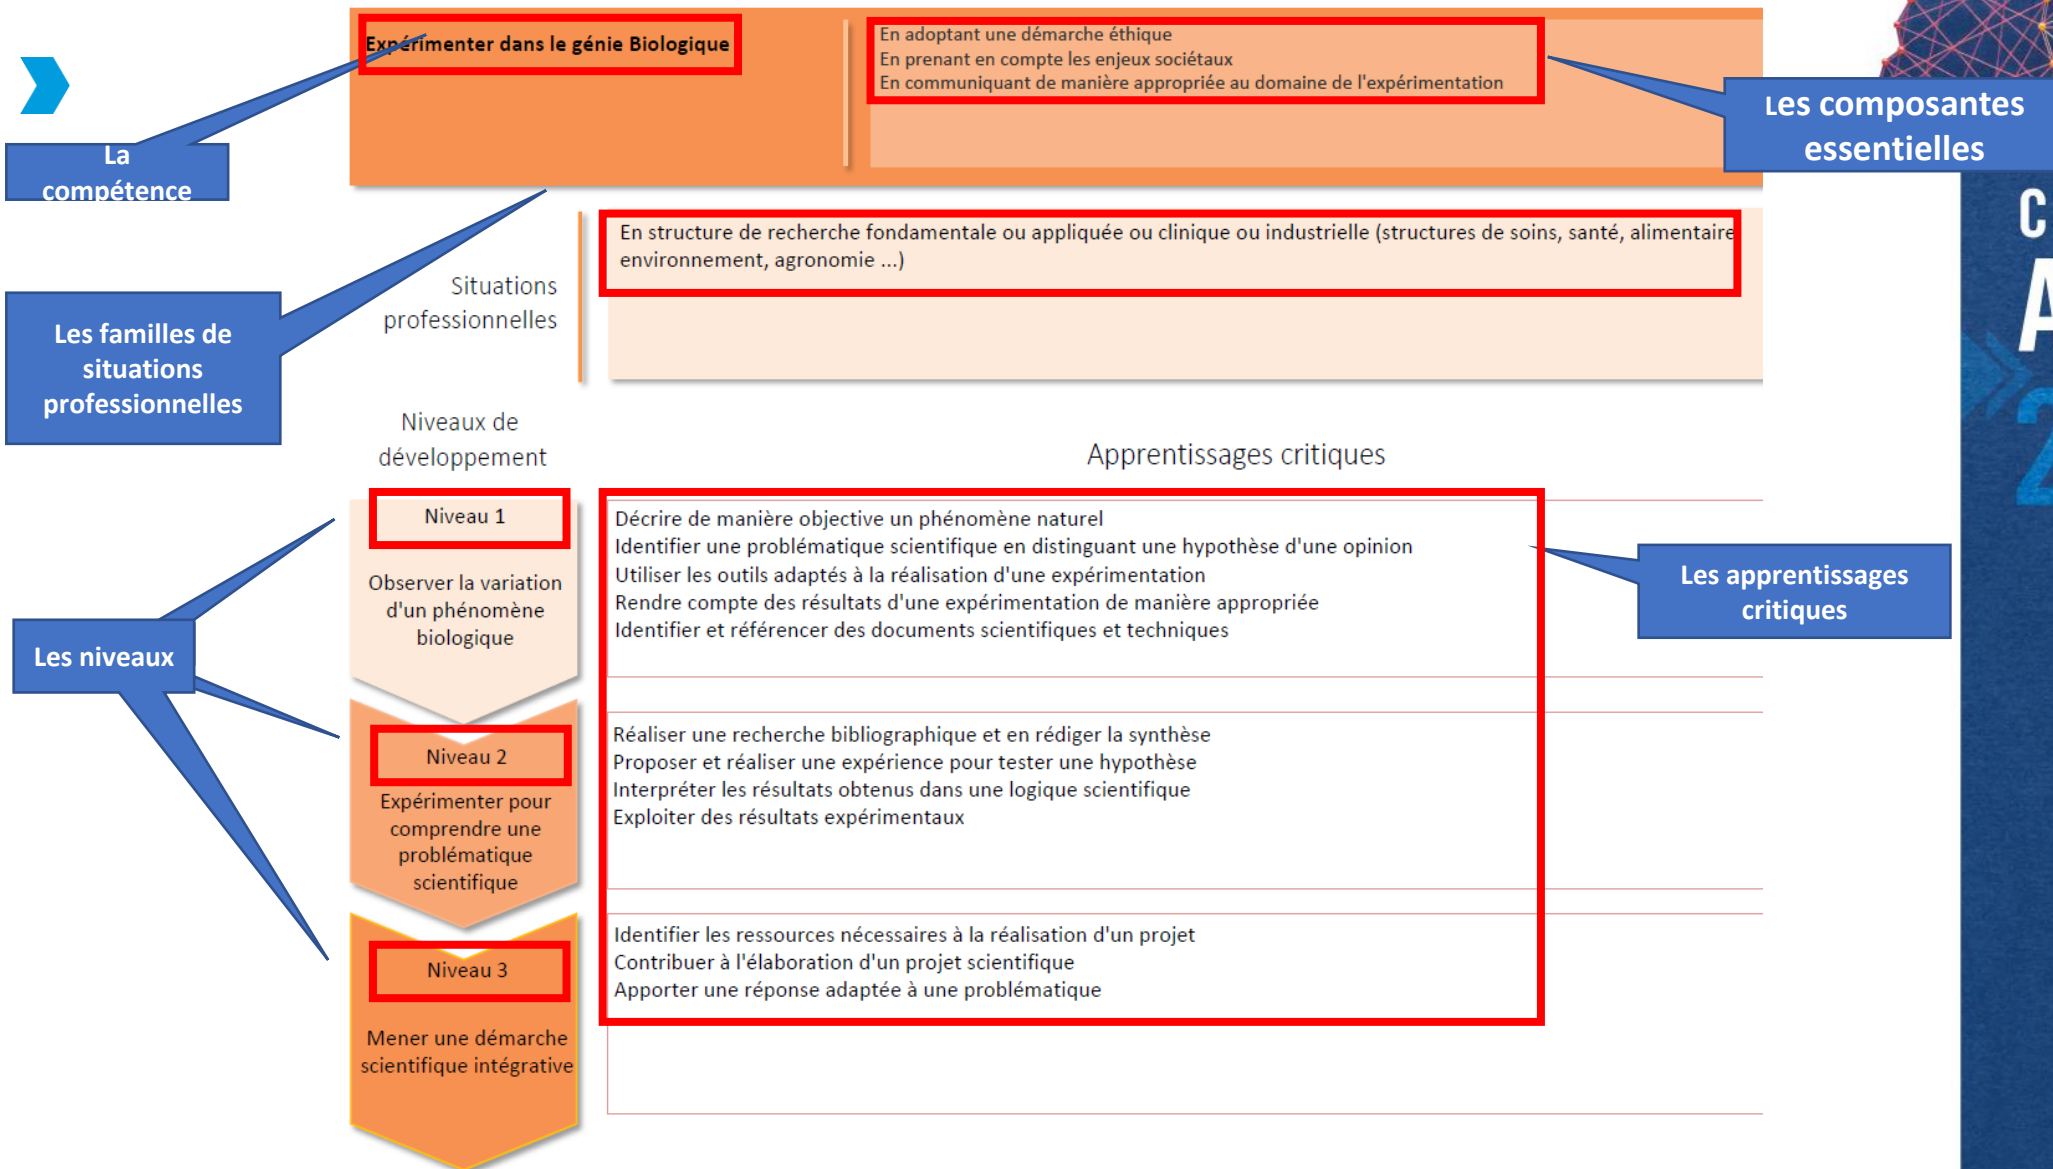 Expérimenter dans le génie Biologique
En adoptant une démarche éthique
En prenant en compte les enjeux sociétaux
En communiquant de manière appropriée au domaine de l'expérimentation
Les composantes
essentielles
La
compétence
En structure de recherche fondamentale ou appliquée ou clinique ou industrielle (structures de soins, santé, alimentaire
environnement, agronomie ...)
Situations
professionnelles
Les familles de
situations
professionnelles
Niveaux de
développement
Apprentissages critiques
Niveau 1
Observer la variation
d'un phénomène
biologique
Décrire de manière objective un phénomène naturel
Identifier une problématique scientifique en distinguant une hypothèse d'une opinion
Utiliser les outils adaptés à la réalisation d'une expérimentation
Rendre compte des résultats d'une expérimentation de manière appropriée
Identifier et référencer des documents scientifiques et techniques
Les apprentissages
critiques
Les niveaux
Niveau 2
Expérimenter pour
comprendre une
problématique
scientifique
Réaliser une recherche bibliographique et en rédiger la synthèse
Proposer et réaliser une expérience pour tester une hypothèse
Interpréter les résultats obtenus dans une logique scientifique
Exploiter des résultats expérimentaux
Niveau 3
Mener une démarche
scientifique intégrative
Identifier les ressources nécessaires à la réalisation d'un projet
Contribuer à l'élaboration d'un projet scientifique
Apporter une réponse adaptée à une problématique
C
A
2